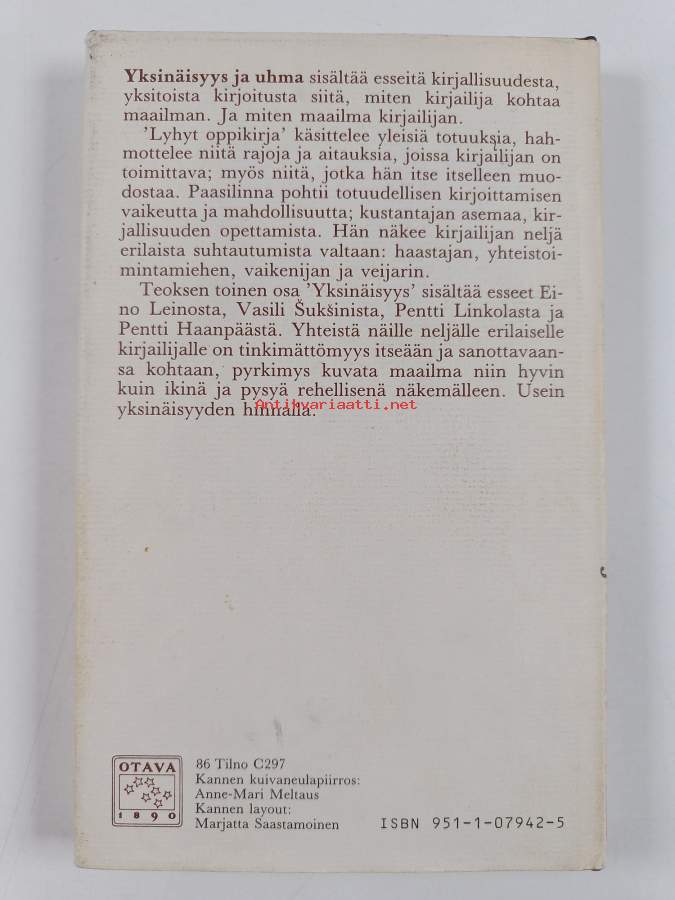 Yksinäisyys ja uhma sisältää esseitä kirjallisuudesta,
yksitoista kirjoitusta siitä, miten kirjailija kohtaa
maailman. Ja miten maailma kirjailijan.
'Lyhyt oppikirja' käsittelee yleisiä totuuksia, hah-
mottelee niitä rajoja ja aitauksia, joissa kirjailijan on
toimittava; myös niitä, jotka hän itse itselleen muo-
dostaa. Paasilinna pohtii totuudellisen kirjoittamisen
vaikeutta ja mahdollisuutta; kustantajan asemaa, kir-
jallisuuden opettamista. Hän näkee kirjailijan neljä
erilaista suhtautumista valtaan: haastajan, yhteistoi-
mintamiehen, vaikenijan ja veijarin.
Teoksen toinen osa 'Yksinäisyys' sisältää esseet Ei-
no Leinosta, Vasili Šukšinista, Pentti Linkolasta ja
Pentti Haanpäästä. Yhteistä näille neljälle erilaiselle
kirjailijalle on tinkimättömyys itseään ja sanottavaan-
sa kohtaan, pyrkimys kuvata maailma niin hyvin
kuin ikinä ja pysyä rehellisenä näkemälleen. Usein
yksinäisyyden hinnalla.
Antikvariaatti.net
OTAVA
1890
86 Tilno C297
Kannen kuivaneulapiirros:
Anne-Mari Meltaus
Kannen layout:
Marjatta Saastamoinen
ISBN 951-1-07942-5